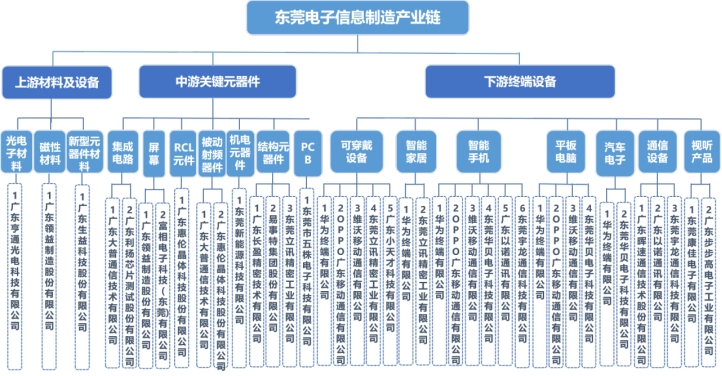 东莞电子信息制造产业链
上游材料及设备
中游关键元器件
下游终端设备
光电子材料
磁性材料
新型元器件材料
集成电路
屏幕
RCL元件
被动射频器件
机电元器件
结构元器件
PCB
可穿戴设备
智能家居
智能手机
平板电脑
汽车电子
通信设备
视听产品
1广东亨通光电科技有限公司
1广东领益制造股份有限公司
1广东生益科技股份有限公司
1广东大普通信技术有限公司
2广东利扬芯片测试股份有限公司
1广东领益制造股份有限公司
2富相电子科技（东莞)有限公司
1广东惠伦晶体科技股份有限公司
1广东大普通信技术有限公司
2广东惠伦晶体科技股份有限公司
1东莞新能源科技有限公司
1广东长盈精密技术有限公司
2易事特集团股份有限公司
3东莞立讯精密工业有限公司
1东莞市五株电子科技有限公司
1华为终端有限公司
2OPPO广东移动通信有限公司
3维沃移动通信有限公司
4东莞立讯精密工业有限公司
5广东小天才科技有限公司
1华为终端有限公司
2东莞立讯精密工业有限公司
1华为终端有限公司
2OPPO广东移动通信有限公司
3维沃移动通信有限公司
4东莞华贝电子科技有限公司
5广东以诺通讯有限公司
6东莞宇龙通信科技有限公司
1华为终端有限公司
2OPPO广东移动通信有限公司
3维沃移动通信有限公司
4东莞华贝电子科技有限公司
1华为终端有限公司
2东莞华贝电子科技有限公司
1广东晖速通信技术股份有限公司
2广东以诺通讯有限公司
3东莞宇龙通信科技有限公司
1东莞康佳电子有限公司
2广东步步高电子工业有限公司